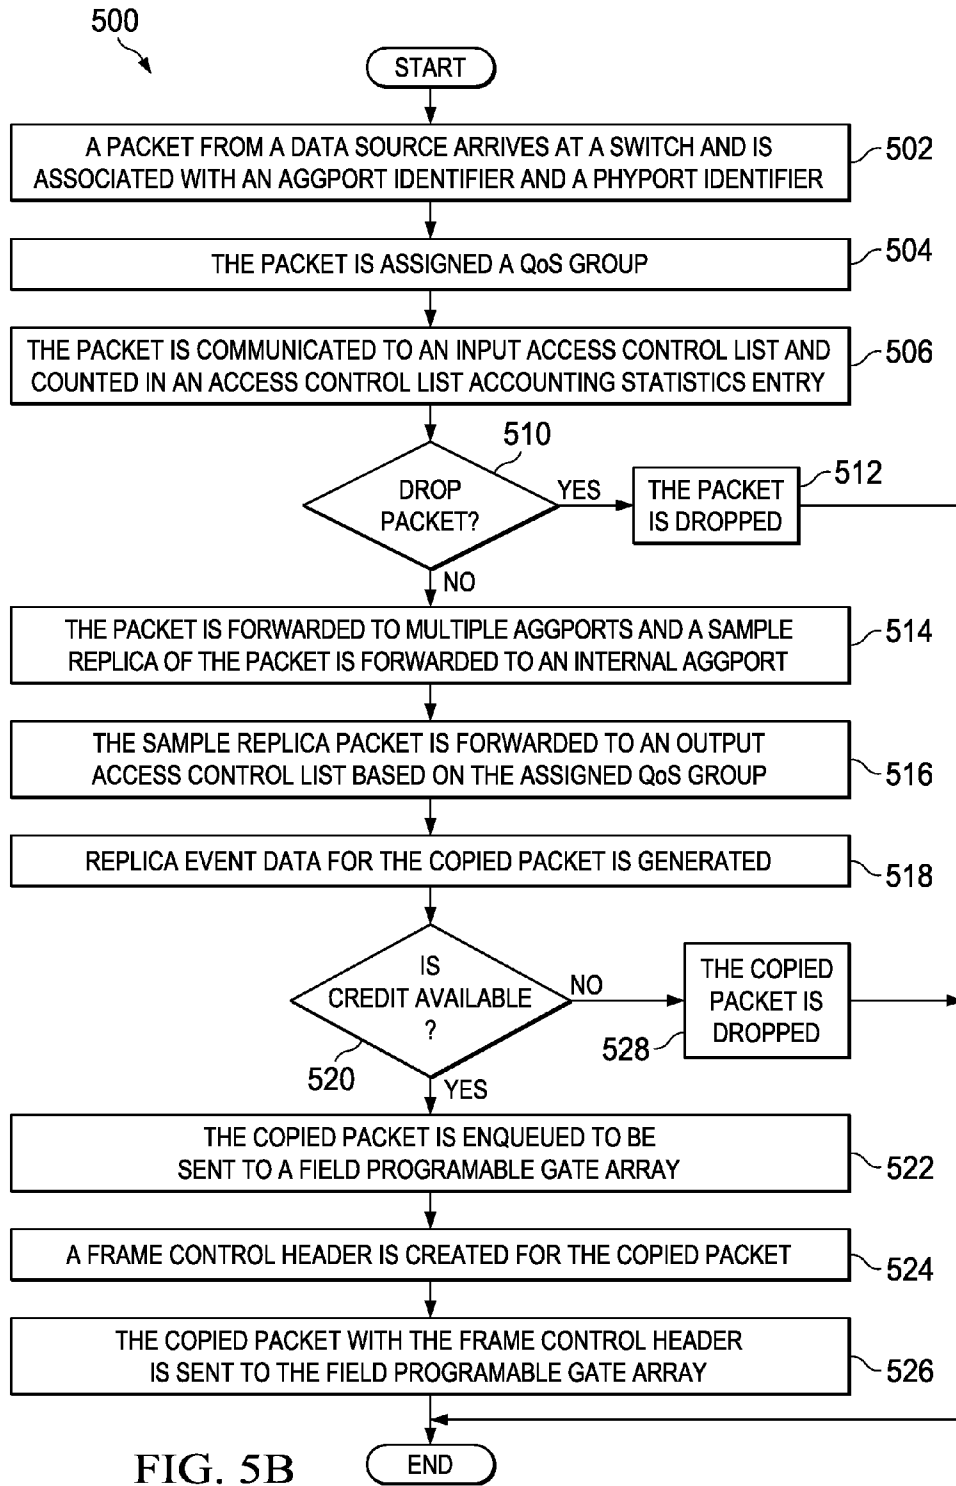 500
START
A PACKET FROM A DATA SOURCE ARRIVES AT A SWITCH AND IS
ASSOCIATED WITH AN AGGPORT IDENTIFIER AND A PHYPORT IDENTIFIER
502
THE PACKET IS ASSIGNED A QoS GROUP
504
THE PACKET IS COMMUNICATED TO AN INPUT ACCESS CONTROL LIST AND
COUNTED IN AN ACCESS CONTROL LIST ACCOUNTING STATISTICS ENTRY
506
510
DROP
PACKET?
YES
THE PACKET
IS DROPPED
512
NO
THE PACKET IS FORWARDED TO MULTIPLE AGGPORTS AND A SAMPLE
REPLICA OF THE PACKET IS FORWARDED TO AN INTERNAL AGGPORT
514
THE SAMPLE REPLICA PACKET IS FORWARDED TO AN OUTPUT
ACCESS CONTROL LIST BASED ON THE ASSIGNED QoS GROUP
516
REPLICA EVENT DATA FOR THE COPIED PACKET IS GENERATED
518
IS
CREDIT AVAILABLE
?
520
NO
THE COPIED
PACKET IS
DROPPED
528
YES
THE COPIED PACKET IS ENQUEUED TO BE
SENT TO A FIELD PROGRAMABLE GATE ARRAY
522
A FRAME CONTROL HEADER IS CREATED FOR THE COPIED PACKET
524
THE COPIED PACKET WITH THE FRAME CONTROL HEADER
IS SENT TO THE FIELD PROGRAMABLE GATE ARRAY
526
END
FIG. 5B